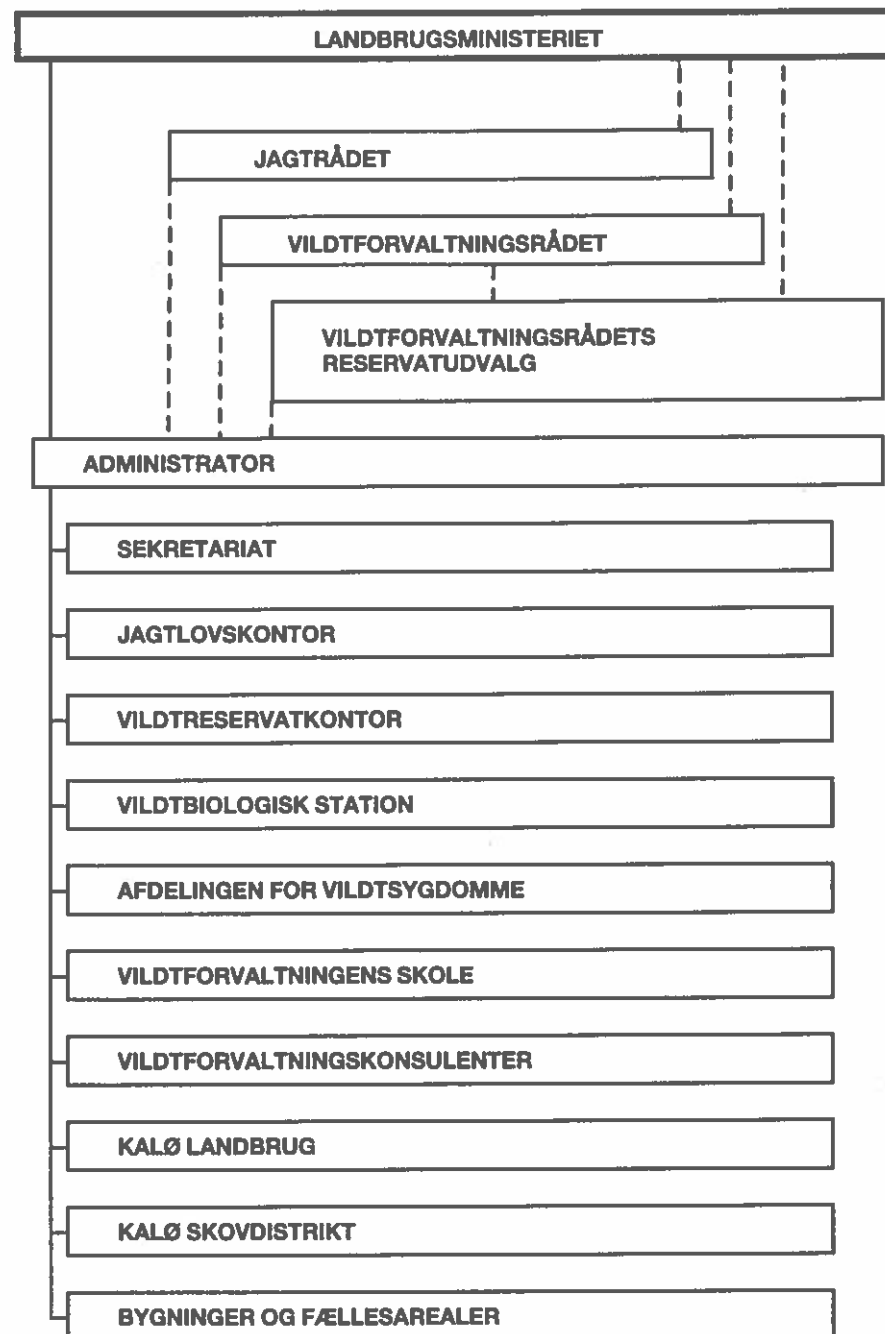 LANDBRUGSMINISTERIET
JAGTRÅDET
VILDTFORVALTNINGSRÅDET
VILDTFORVALTNINGSRÅDETS
RESERVATUDVALG
ADMINISTRATOR
SEKRETARIAT
JAGTLOVSKONTOR
VILDTRESERVATKONTOR
VILDTBIOLOGISK STATION
AFDELINGEN FOR VILDTSYGDOMME
VILDTFORVALTNINGENS SKOLE
VILDTFORVALTNINGSKONSULENTER
KALØ LANDBRUG
KALØ SKOVDISTRIKT
BYGNINGER OG FÆLLESAREALER